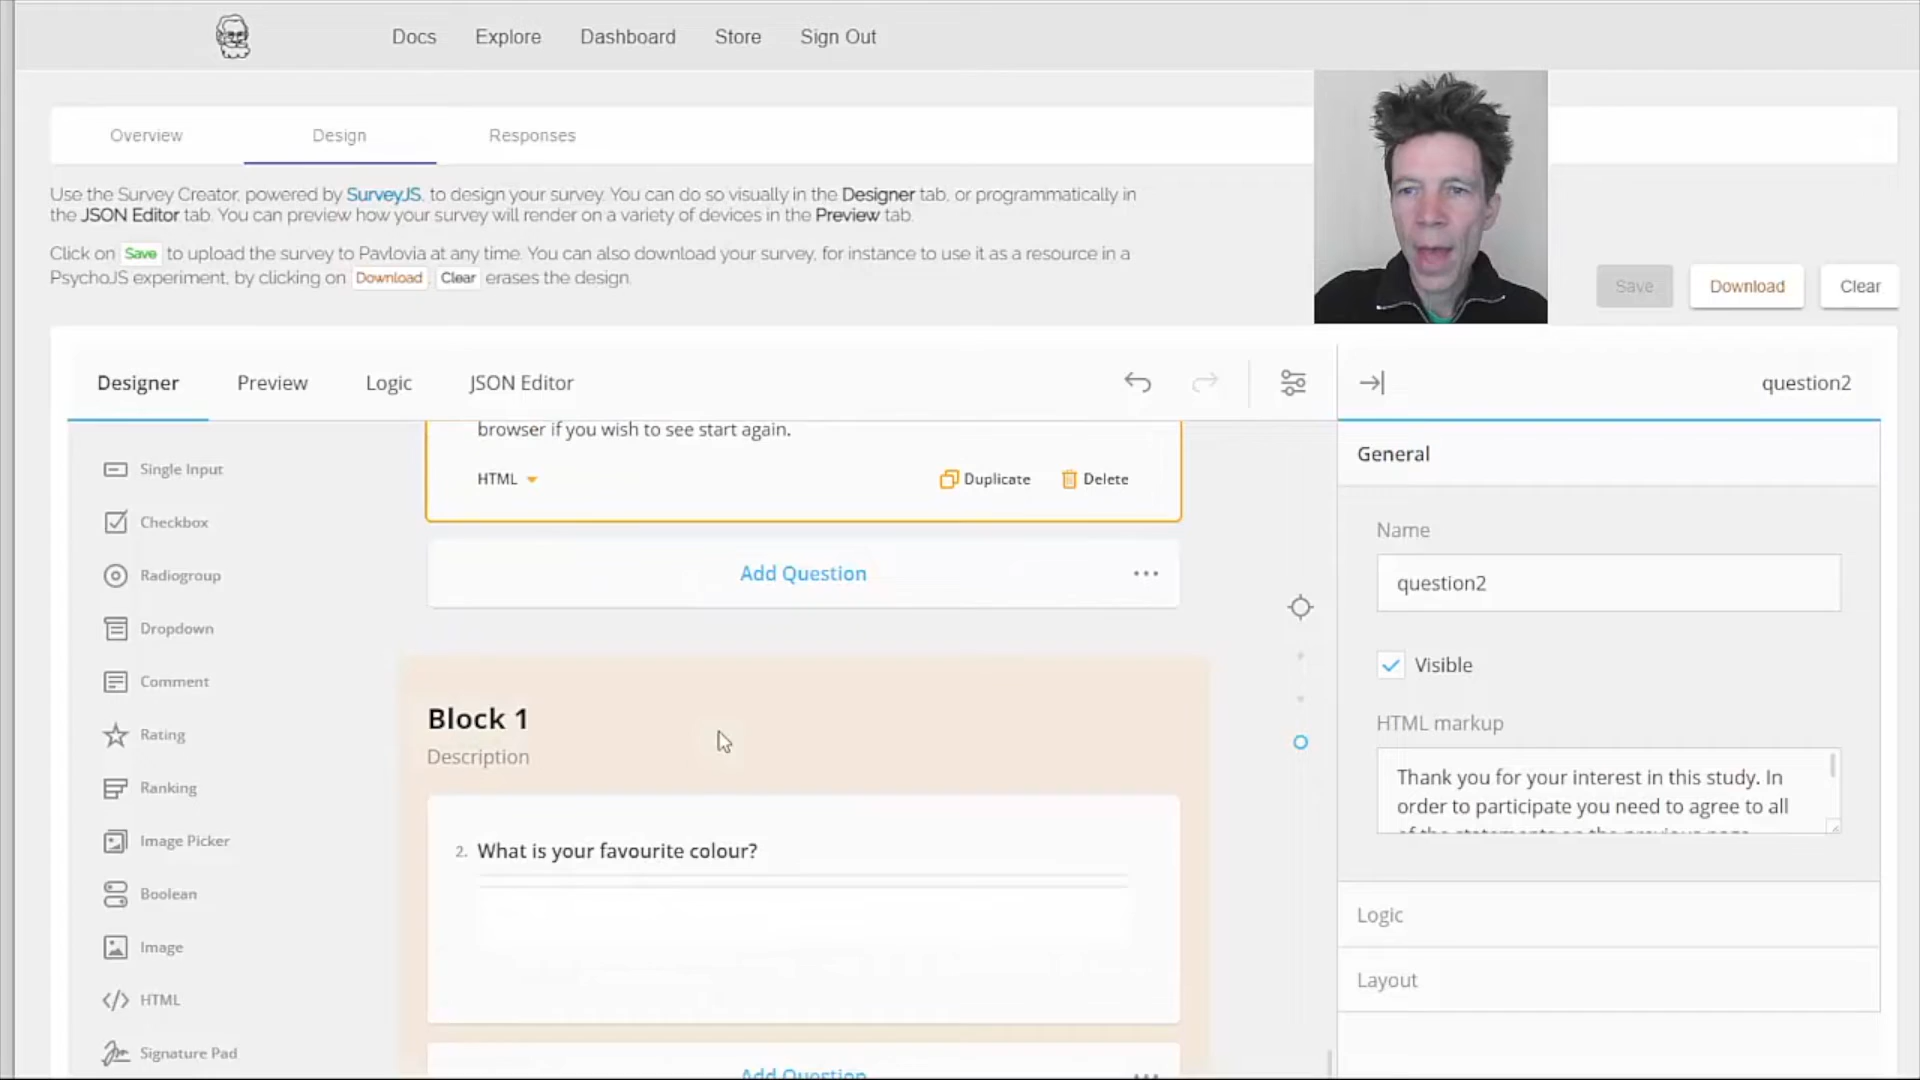 Docs Explore Dashboard Store Sign Out
Overview Design Responses
Use the Survey Creator, powered by SurveyJS, to design your survey. You can do so visually in the Designer tab, or programmatically in
the JSON Editor tab. You can preview how your survey will render on a variety of devices in the Preview tab.
Click on Save to upload the survey to Pavlovia at any time. You can also download your survey, for instance to use it as a resource in a
PsychoJS experiment, by clicking on Download. Clear erases the design.
Save Download Clear
Designer Preview Logic JSON Editor
question2
Single Input
Checkbox
Radiogroup
Dropdown
Comment
Rating
Ranking
Image Picker
Boolean
Image
HTML
Signature Pad
browser if you wish to see start again.
HTML Duplicate Delete
Add Question
Block 1
Description
2. What is your favourite colour?
Add Question
General
Name
question2
Visible
HTML markup
Thank you for your interest in this study. In
order to participate you need to agree to all
of the statements on the previous page
Logic
Layout